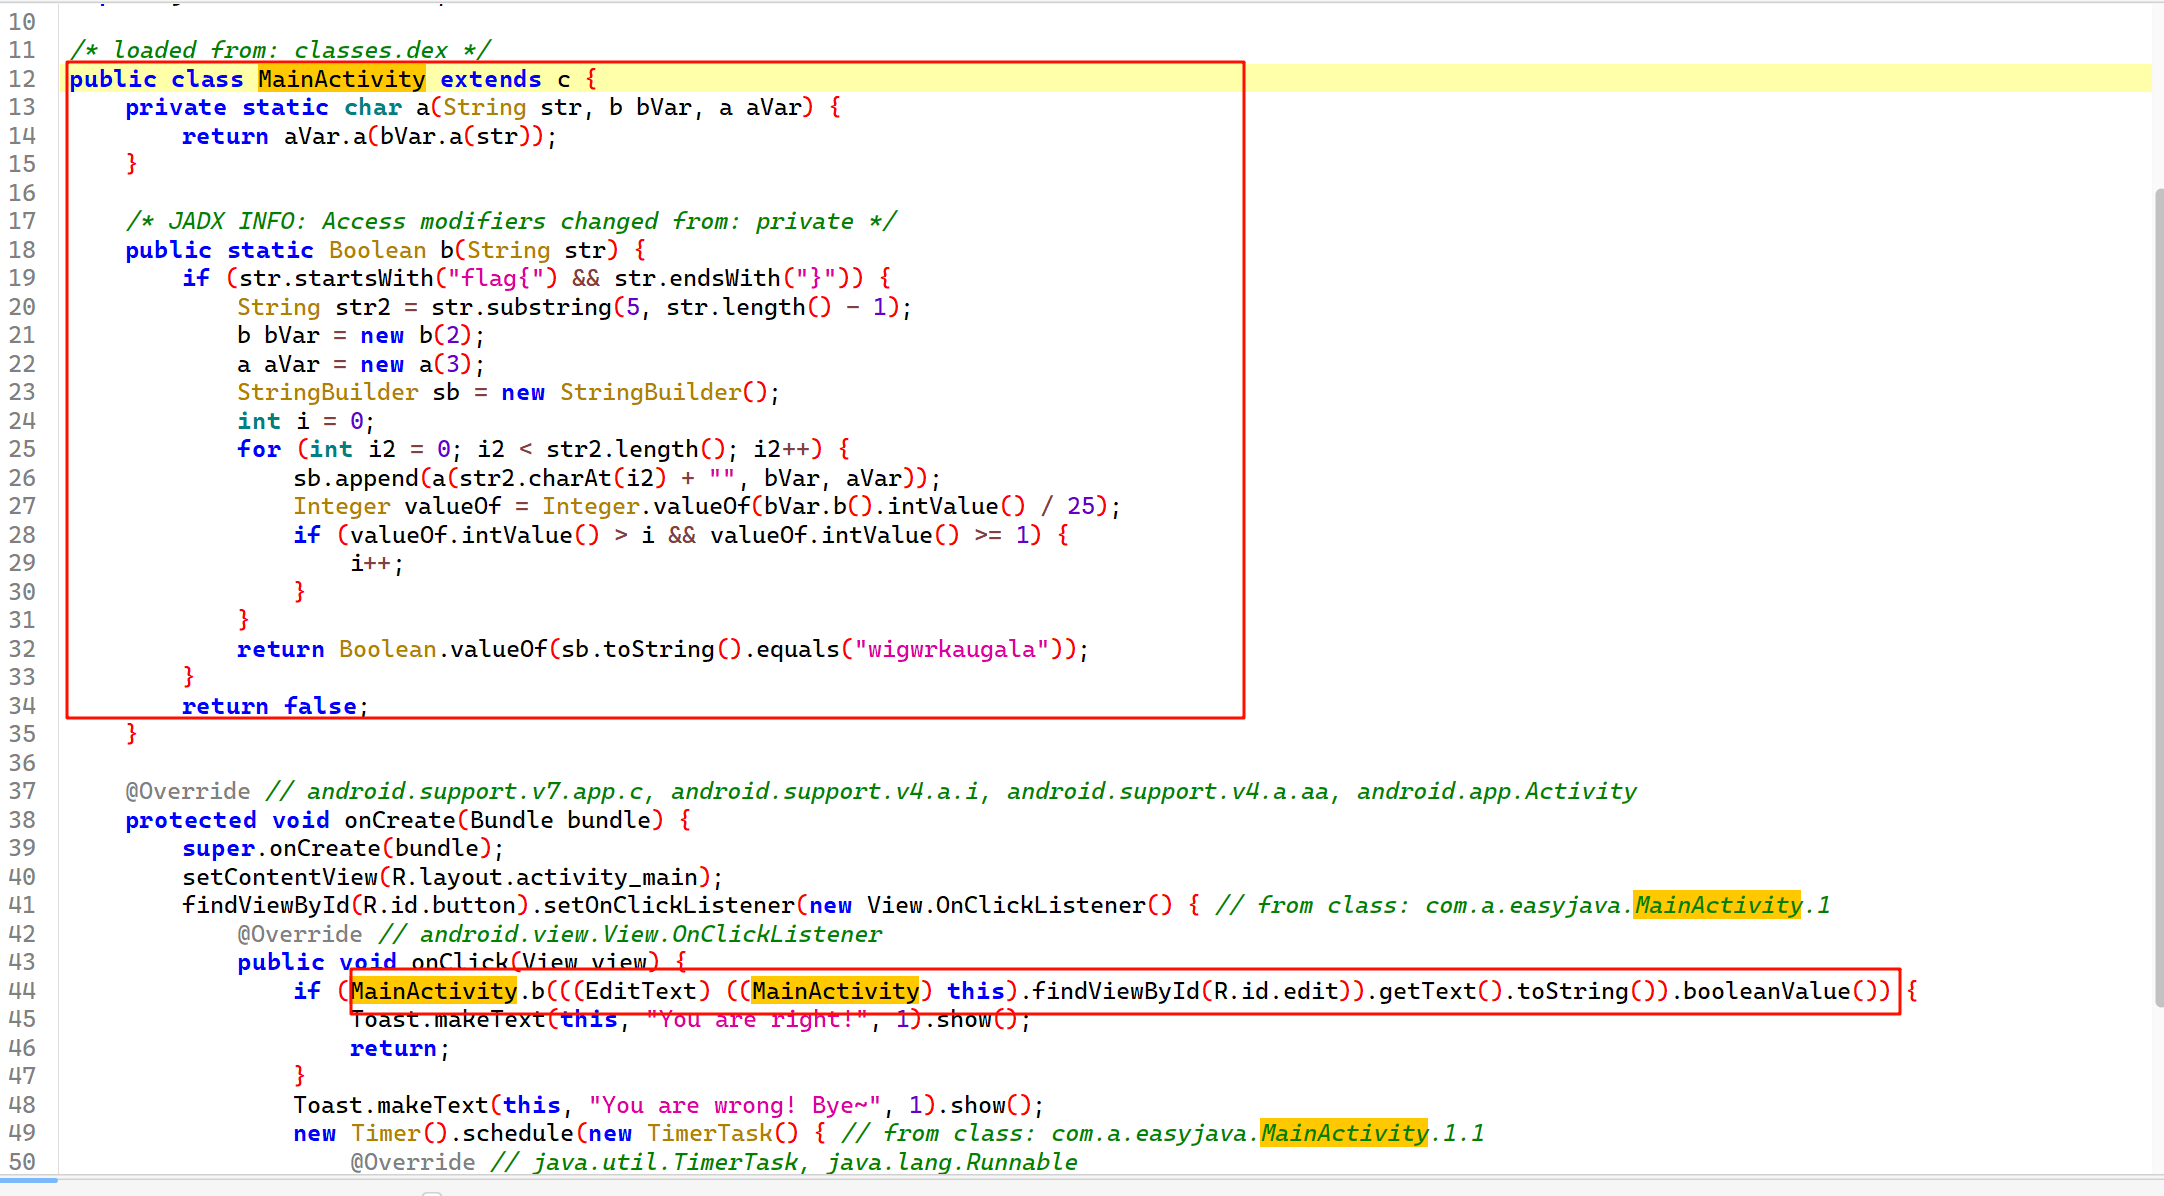 10
11 /* loaded from: classes.dex */
12 public class MainActivity extends c {
13     private static char a(String str, b bVar, a aVar) {
14         return aVar.a(bVar.a(str));
15     }
16
17     /* JADX INFO: Access modifiers changed from: private */
18     public static Boolean b(String str) {
19         if (str.startsWith("flag{") && str.endsWith("}")) {
20             String str2 = str.substring(5, str.length() - 1);
21             b bVar = new b(2);
22             a aVar = new a(3);
23             StringBuilder sb = new StringBuilder();
24             int i = 0;
25             for (int i2 = 0; i2 < str2.length(); i2++) {
26                 sb.append(a(str2.charAt(i2) + "", bVar, aVar));
27                 Integer valueOf = Integer.valueOf(bVar.b().intValue() / 25);
28                 if (valueOf.intValue() > i && valueOf.intValue() >= 1) {
29                     i++;
30                 }
31             }
32             return Boolean.valueOf(sb.toString().equals("wigwrkaugala"));
33         }
34         return false;
35     }
36
37     @Override // android.support.v7.app.c, android.support.v4.a.i, android.support.v4.a.aa, android.app.Activity
38     protected void onCreate(Bundle bundle) {
39         super.onCreate(bundle);
40         setContentView(R.layout.activity_main);
41         findViewById(R.id.button).setOnClickListener(new View.OnClickListener() { // from class: com.a.easyjava.MainActivity.1
42             @Override // android.view.View.OnClickListener
43             public void onClick(View view) {
44                 if (MainActivity.b(((EditText) ((MainActivity) this).findViewById(R.id.edit)).getText().toString()).booleanValue()) {
45                     Toast.makeText(this, "You are right!", 1).show();
46                     return;
47                 }
48                 Toast.makeText(this, "You are wrong! Bye~", 1).show();
49                 new Timer().schedule(new TimerTask() { // from class: com.a.easyjava.MainActivity.1.1
50                     @Override // java.util.TimerTask, java.lang.Runnable